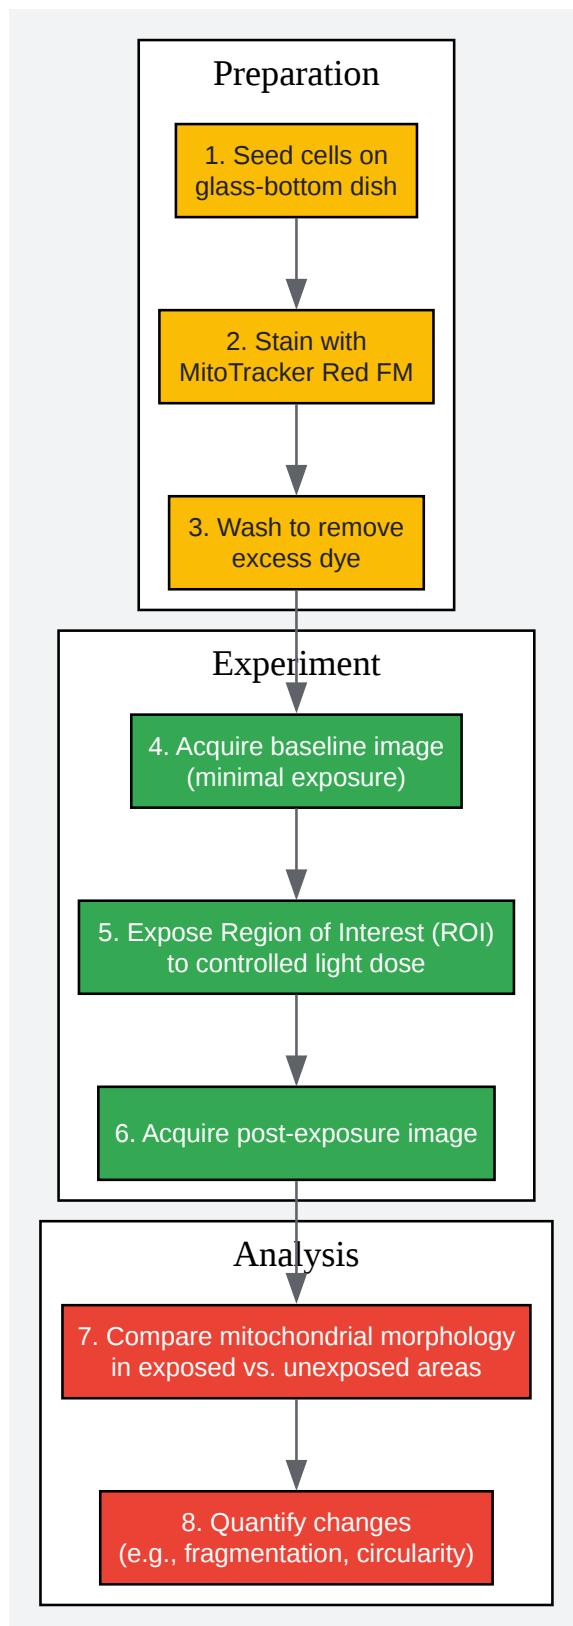 Preparation
1. Seed cells on
glass-bottom dish
2. Stain with
MitoTracker Red FM
3. Wash to remove
excess dye
Experiment
4. Acquire baseline image
(minimal exposure)
5. Expose Region of Interest (ROI)
to controlled light dose
6. Acquire post-exposure image
Analysis
7. Compare mitochondrial morphology
in exposed vs. unexposed areas
8. Quantify changes
(e.g., fragmentation, circularity)